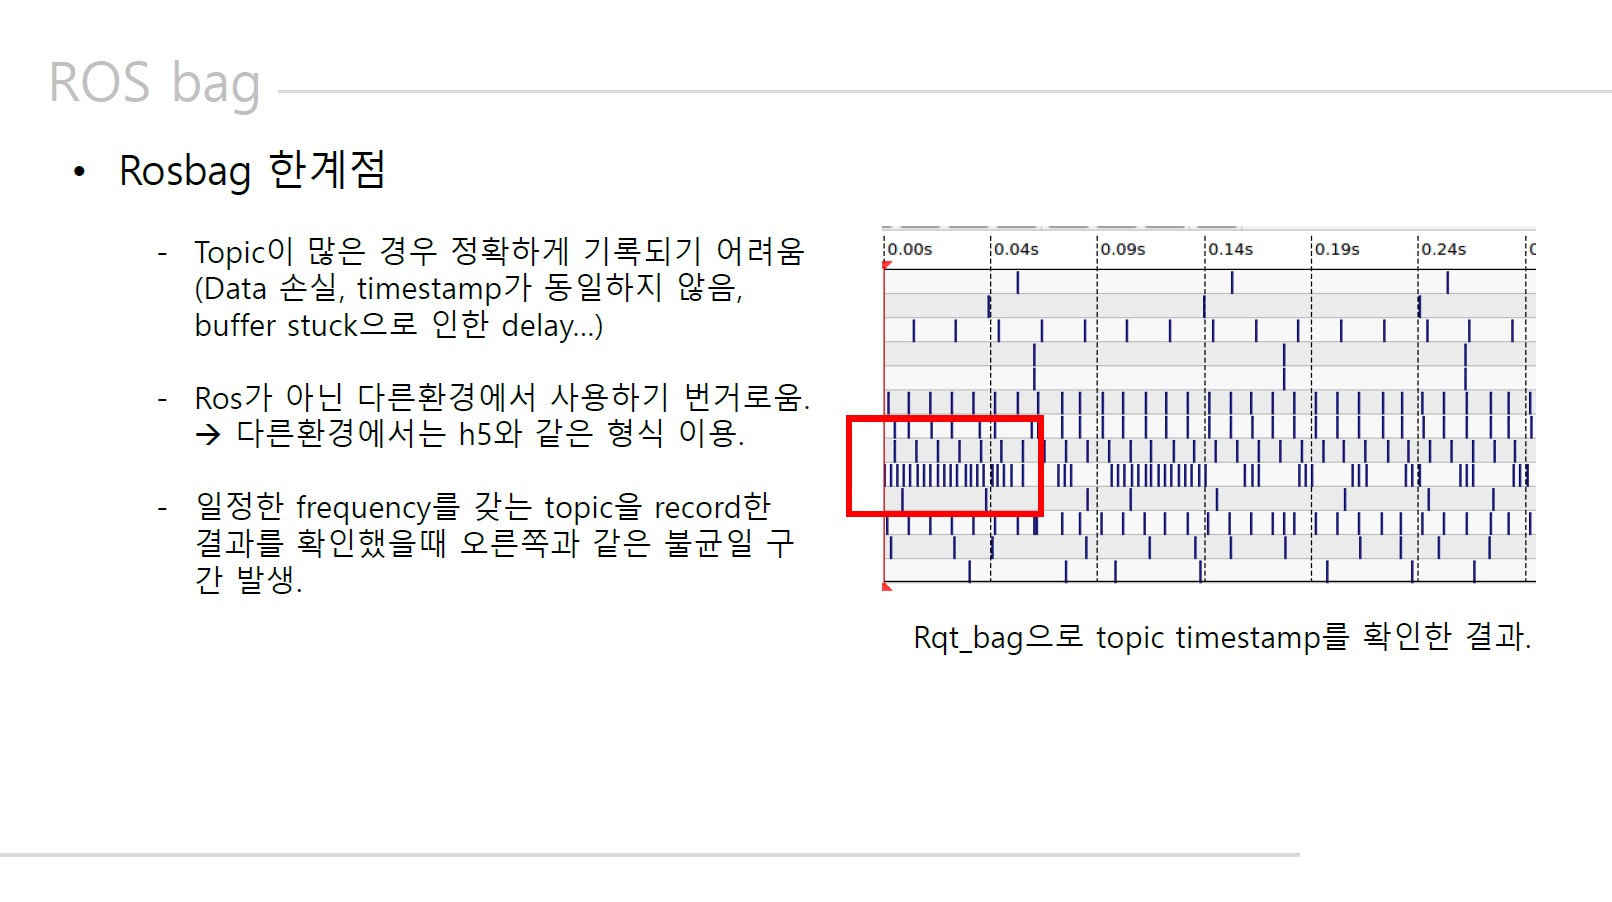 ROS bag
• Rosbag 한계점
- Topic이 많은 경우 정확하게 기록되기 어려움
(Data 손실, timestamp가 동일하지 않음,
buffer stuck으로 인한 delay...)
- Ros가 아닌 다른환경에서 사용하기 번거로움.
→ 다른환경에서는 h5와 같은 형식 이용.
- 일정한 frequency를 갖는 topic을 record한
결과를 확인했을때 오른쪽과 같은 불균일 구
간 발생.
0.00s 0.04s 0.09s 0.14s 0.19s 0.24s
Rqt_bag으로 topic timestamp를 확인한 결과.